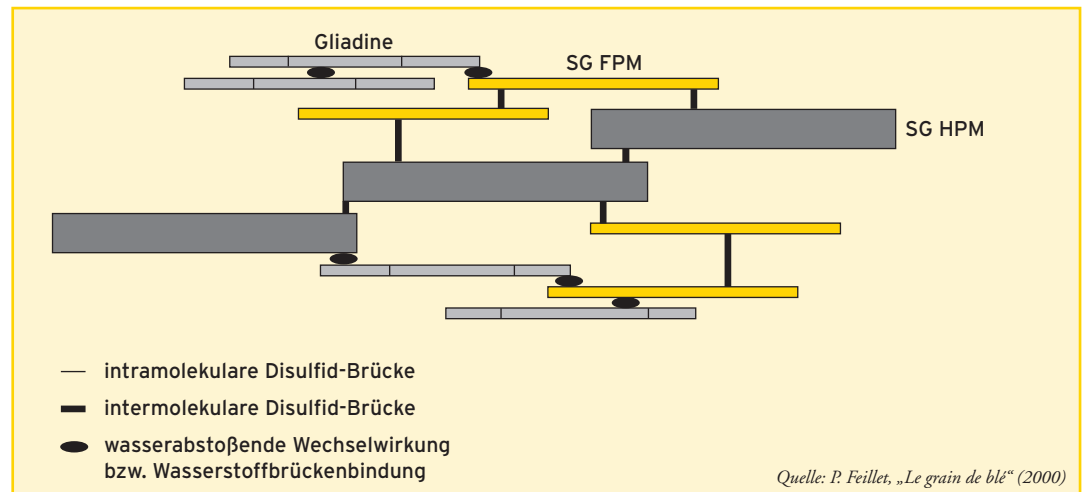 Gliadine
SG FPM
SG HPM
intramolekulare Disulfid-Brücke
intermolekulare Disulfid-Brücke
wasserabstoßende Wechselwirkung
bzw. Wasserstoffbrückenbindung
Quelle: P. Feillet, „Le grain de blé“ (2000)